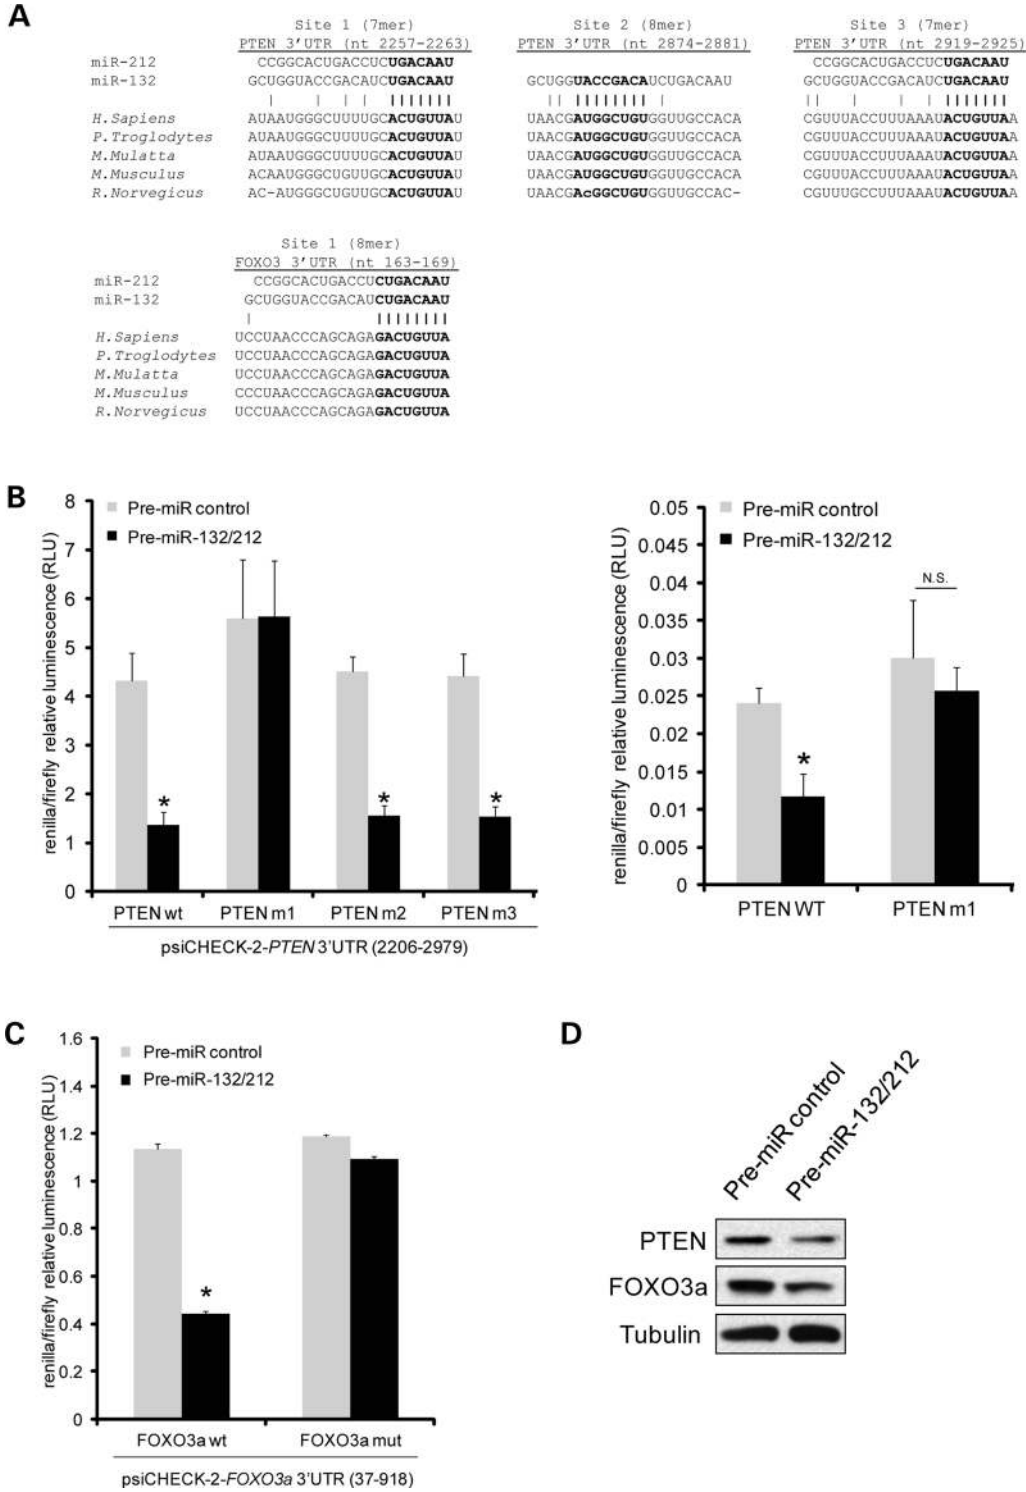 A
Site 1 (7mer) Site 2 (8mer) Site 3 (7mer)
PTEN 3’UTR (nt 2257-2263) PTEN 3’UTR (nt 2874-2881) PTEN 3’UTR (nt 2919-2925)
miR-212 CCGGCACUGACCUCUGACAAU CCGGCACUGACCUCUGACAAU
miR-132 GCUGGUACCGACAUCUGACAAU GCUGGUACCGACAUCUGACAAU GCUGGUACCGACAUCUGACAAU
H.Sapiens AUAAUGGGCUUUUGCACUGUUAU UAACGAUGGCUGUGGUUGCCACA CGUUUACCUUUAAAUACUGUUAA
P.Troglodytes AUAAUGGGCUUUUGCACUGUUAU UAACGAUGGCUGUGGUUGCCACA CGUUUACCUUUAAAUACUGUUAA
M.Mulatta AUAAUGGGCUUUUGCACUGUUAU UAACGAUGGCUGUGGUUGCCACA CGUUUACCUUUAAAUACUGUUAA
M.Musculus ACAAUGGGCUGUUGCACUGUUAU UAACGAUGGCUGUGGUUGCCACA CGUUUACCUUUAAAUACUGUUAA
R.Norvegicus AC-AUGGGCUGUUGCACUGUUAU UAACGAcGGCUGUGGUUGCCAC- CGUUUGCCUUUAAAUACUGUUAA
Site 1 (8mer)
FOXO3 3’UTR (nt 163-169)
miR-212 CCGGCACUGACCUCUGACAAU
miR-132 GCUGGUACCGACAUCUGACAAU
H.Sapiens UCCUAACCCAGCAGAGACUGUUA
P.Troglodytes UCCUAACCCAGCAGAGACUGUUA
M.Mulatta UCCUAACCCAGCAGAGACUGUUA
M.Musculus CCCUAACCCAGCAGAGACUGUUA
R.Norvegicus UCCUAACCCAGCAGAGACUGUUA
B
renilla/firefly relative luminescence (RLU)
8
7
6
5
4
3
2
1
0
Pre-miR control
Pre-miR-132/212
*
*
*
PTEN wt PTEN m1 PTEN m2 PTEN m3
psiCHECK-2-PTEN 3'UTR (2206-2979)
renilla/firefly relative luminescence (RLU)
0.05
0.045
0.04
0.035
0.03
0.025
0.02
0.015
0.01
0.005
0
Pre-miR control
Pre-miR-132/212
N.S.
*
PTEN WT PTEN m1
C
renilla/firefly relative luminescence (RLU)
1.6
1.4
1.2
1
0.8
0.6
0.4
0.2
0
Pre-miR control
Pre-miR-132/212
*
FOXO3a wt FOXO3a mut
psiCHECK-2-FOXO3a 3'UTR (37-918)
D
Pre-miR control
Pre-miR-132/212
PTEN
FOXO3a
Tubulin